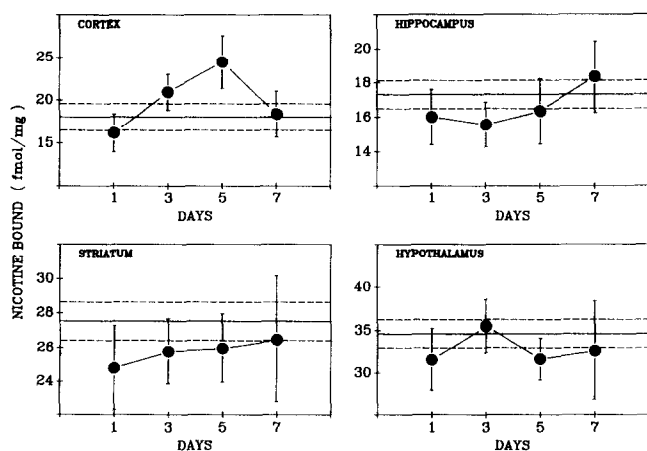 NICOTINE BOUND ( fmol/mg )
CORTEX
25
20
15
1 3 5 7
DAYS
HIPPOCAMPUS
20
18
16
14
1 3 5 7
DAYS
STRIATUM
30
28
26
24
1 3 5 7
DAYS
HYPOTHALAMUS
40
35
30
1 3 5 7
DAYS